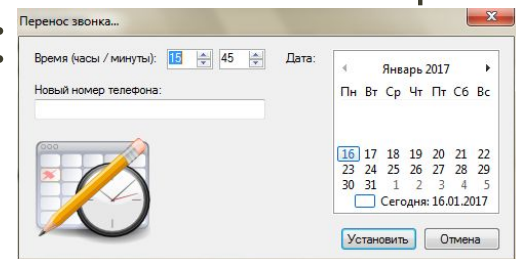 Перенос звонка...
Время (часы / минуты): 15 45 Дата:
Новый номер телефона:
Январь 2017
Пн Вт Ср Чт Пт Сб Вс
16 17 18 19 20 21 22
23 24 25 26 27 28 29
30 31 1 2 3 4 5
Сегодня: 16.01.2017
Установить Отмена